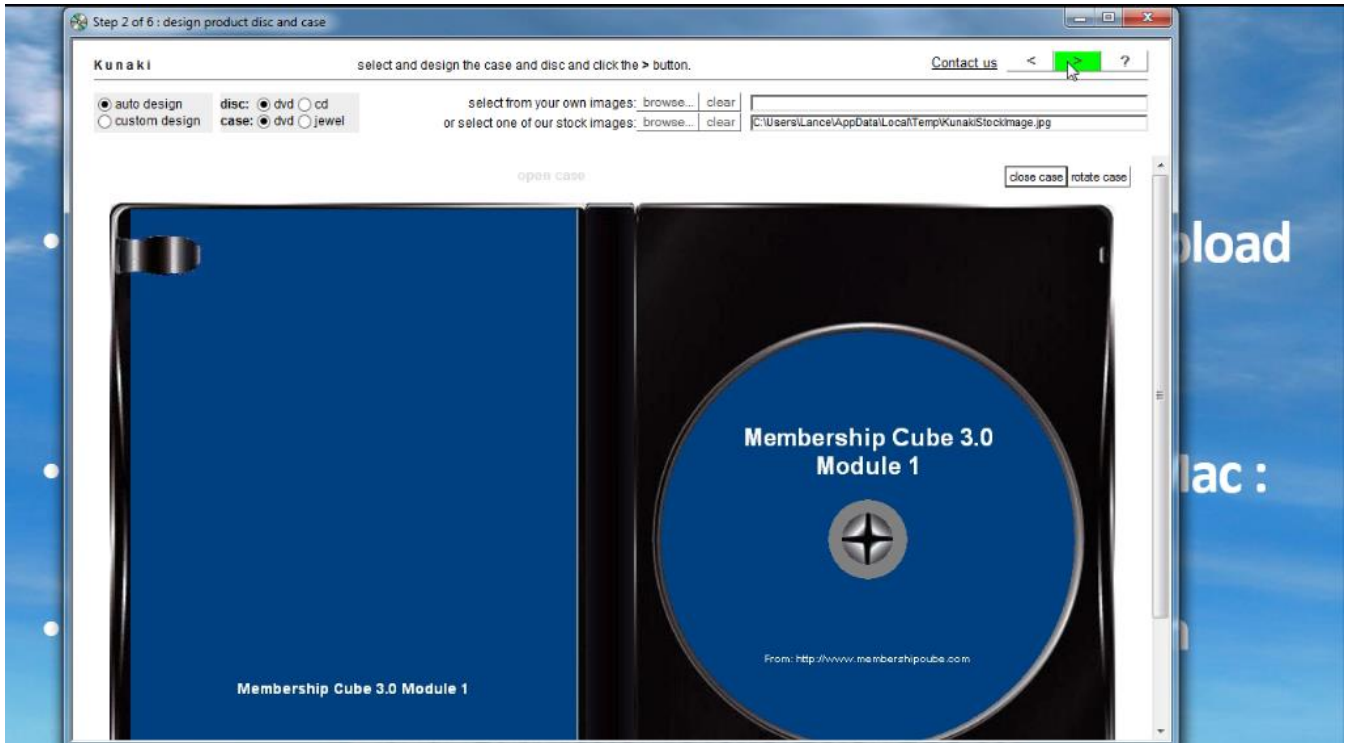 Step 2 of 6 : design product disc and case
Kunaki select and design the case and disc and click the > button. Contact us < > ?
auto design disc: dvd cd select from your own images: browse... clear
custom design case: dvd jewel or select one of our stock images: browse... clear C:\Users\Lance\AppData\Local\Temp\KunakiStockImage.jpg
open case close case rotate case
pload
Membership Cube 3.0
Module 1
lac :
From: http://www.membershipcube.com
Membership Cube 3.0 Module 1